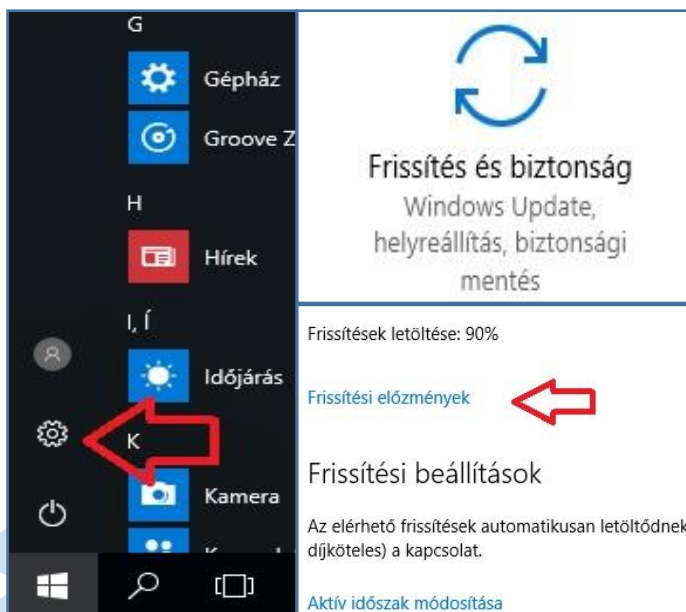 G
Gépház
Groove Z
H
Hírek
I, Í
Időjárás
K
Kamera
Frissítés és biztonság
Windows Update,
helyreállítás, biztonsági
mentés
Frissítések letöltése: 90%
Frissítési előzmények
Frissítési beállítások
Az elérhető frissítések automatikusan letöltődnek
díjköteles) a kapcsolat.
Aktív időszak módosítása